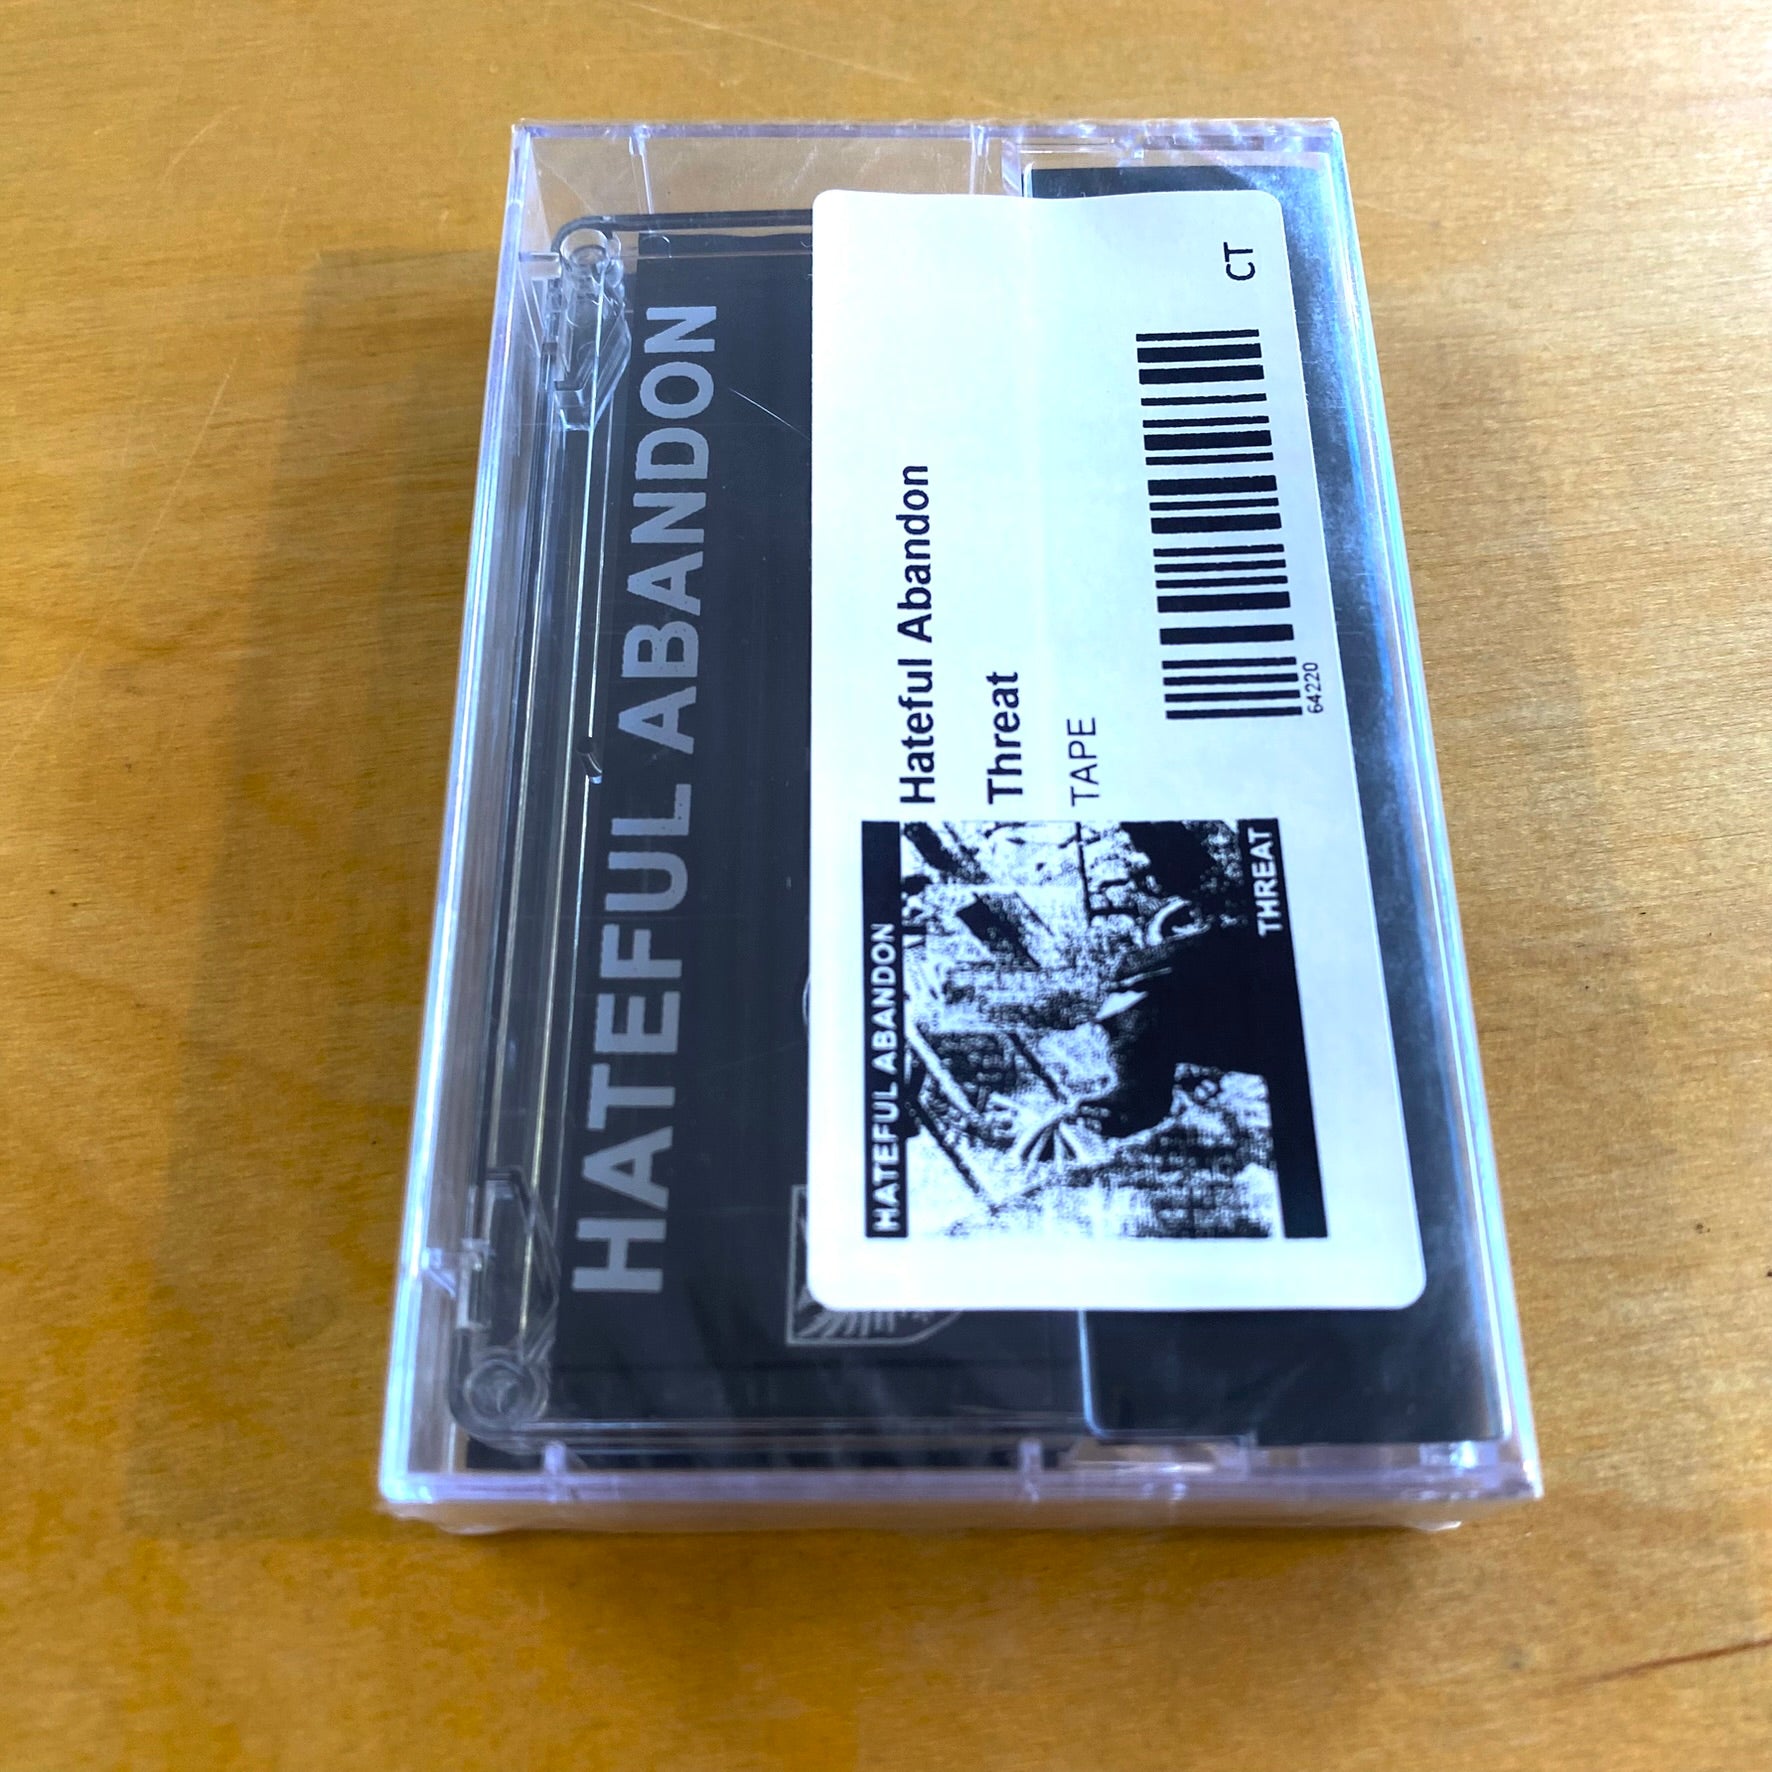 HATEFUL ABANDON
Hateful Abandon
Threat
TAPE
CT
64220
HATEFUL ABANDON
THREAT